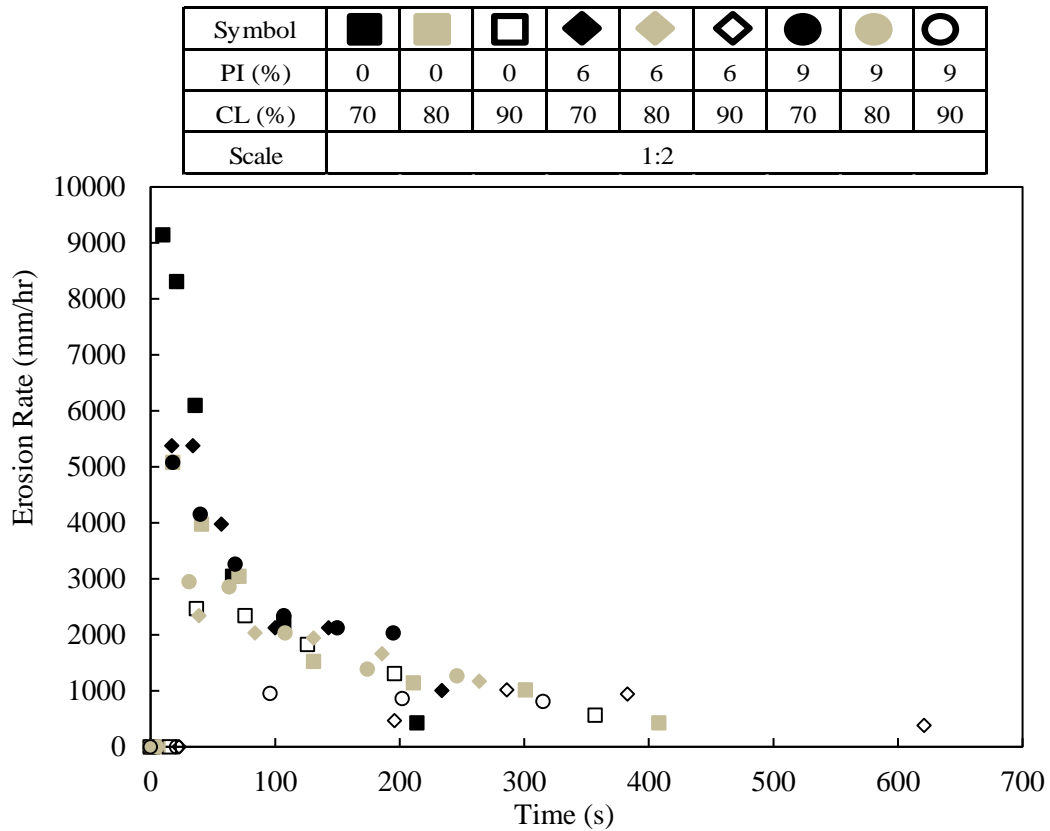 Symbol
PI (%) 0 0 0 6 6 6 9 9 9
CL (%) 70 80 90 70 80 90 70 80 90
Scale 1:2
10000
9000
8000
7000
6000
5000
4000
3000
2000
1000
0
Erosion Rate (mm/hr)
0 100 200 300 400 500 600 700
Time (s)